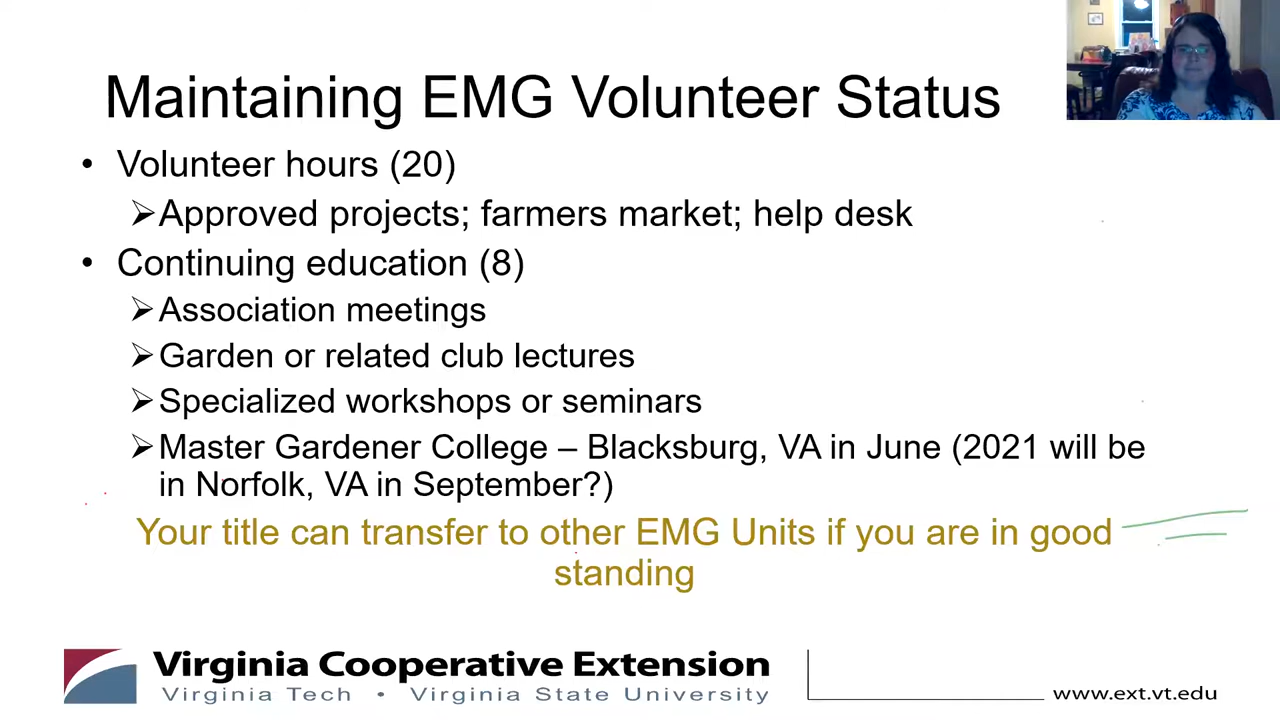 Maintaining EMG Volunteer Status
• Volunteer hours (20)
➢Approved projects; farmers market; help desk
• Continuing education (8)
➢Association meetings
➢Garden or related club lectures
➢Specialized workshops or seminars
➢Master Gardener College – Blacksburg, VA in June (2021 will be
in Norfolk, VA in September?)
Your title can transfer to other EMG Units if you are in good
standing
Virginia Cooperative Extension
Virginia Tech • Virginia State University
www.ext.vt.edu